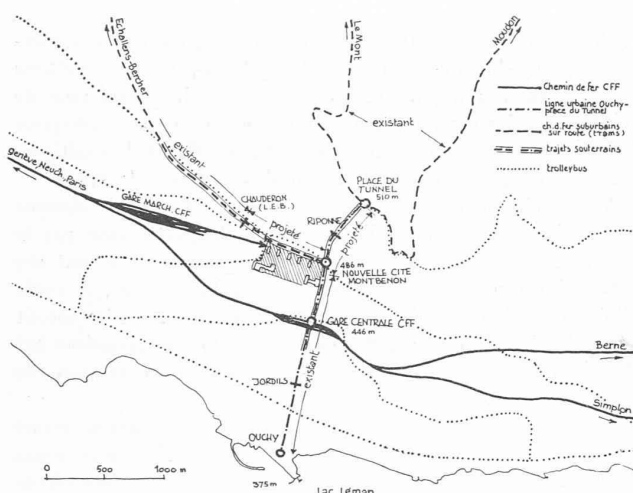 Echallens-Bercher
Le Mont
Moudon
Chemin de fer CFF
Ligne urbaine Ouchy-
place du Tunnel
ch.d.fer suburbains
sur route (trams)
trajets souterrains
trolleybus
existant
existant
genève, Neuch, Paris
GARE MARCH. CFF
CHAUDERON
(L.E.B.)
projeté
PLACE DU
TUNNEL
510 m
RIPONNE
projeté
486 m
NOUVELLE CITÉ
MONTBENON
GARE CENTRALE CFF
446 m
Berne
Simplon
existant
JORDILS
OUCHY
375 m
0 500 1000 m
Lac Léman